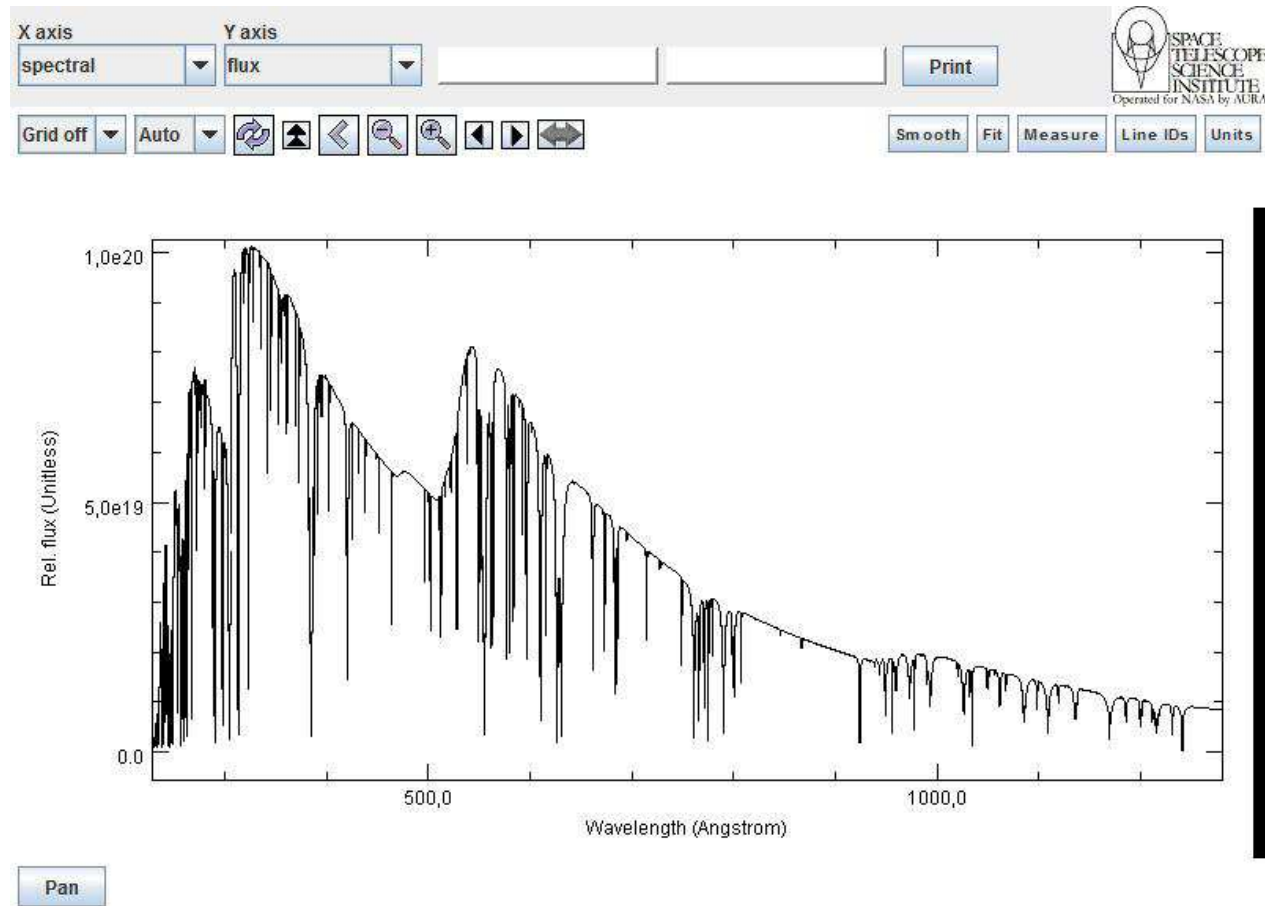 X axis
Y axis
spectral
flux
Print
SPACE
TELESCOPE
SCIENCE
INSTITUTE
Operated for NASA by AURA
Grid off
Auto
Smooth
Fit
Measure
Line IDs
Units
1,0e20
5,0e19
0.0
Rel. flux (Unitless)
500,0
1000,0
Wavelength (Angstrom)
Pan